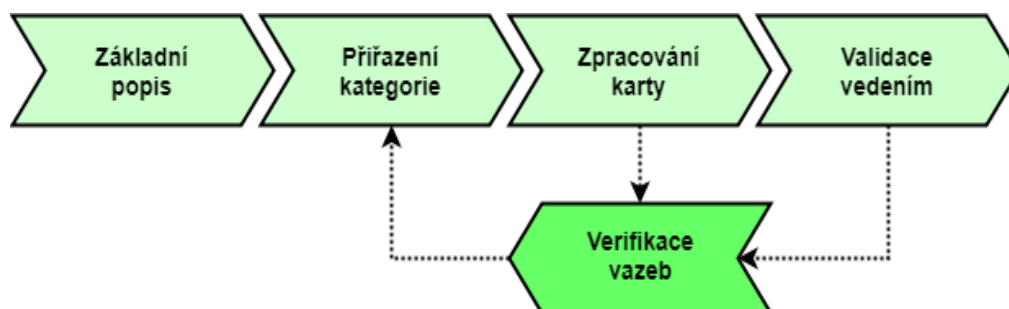 Základní
popis
Přiřazení
kategorie
Zpracování
karty
Validace
vedením
Verifikace
vazeb